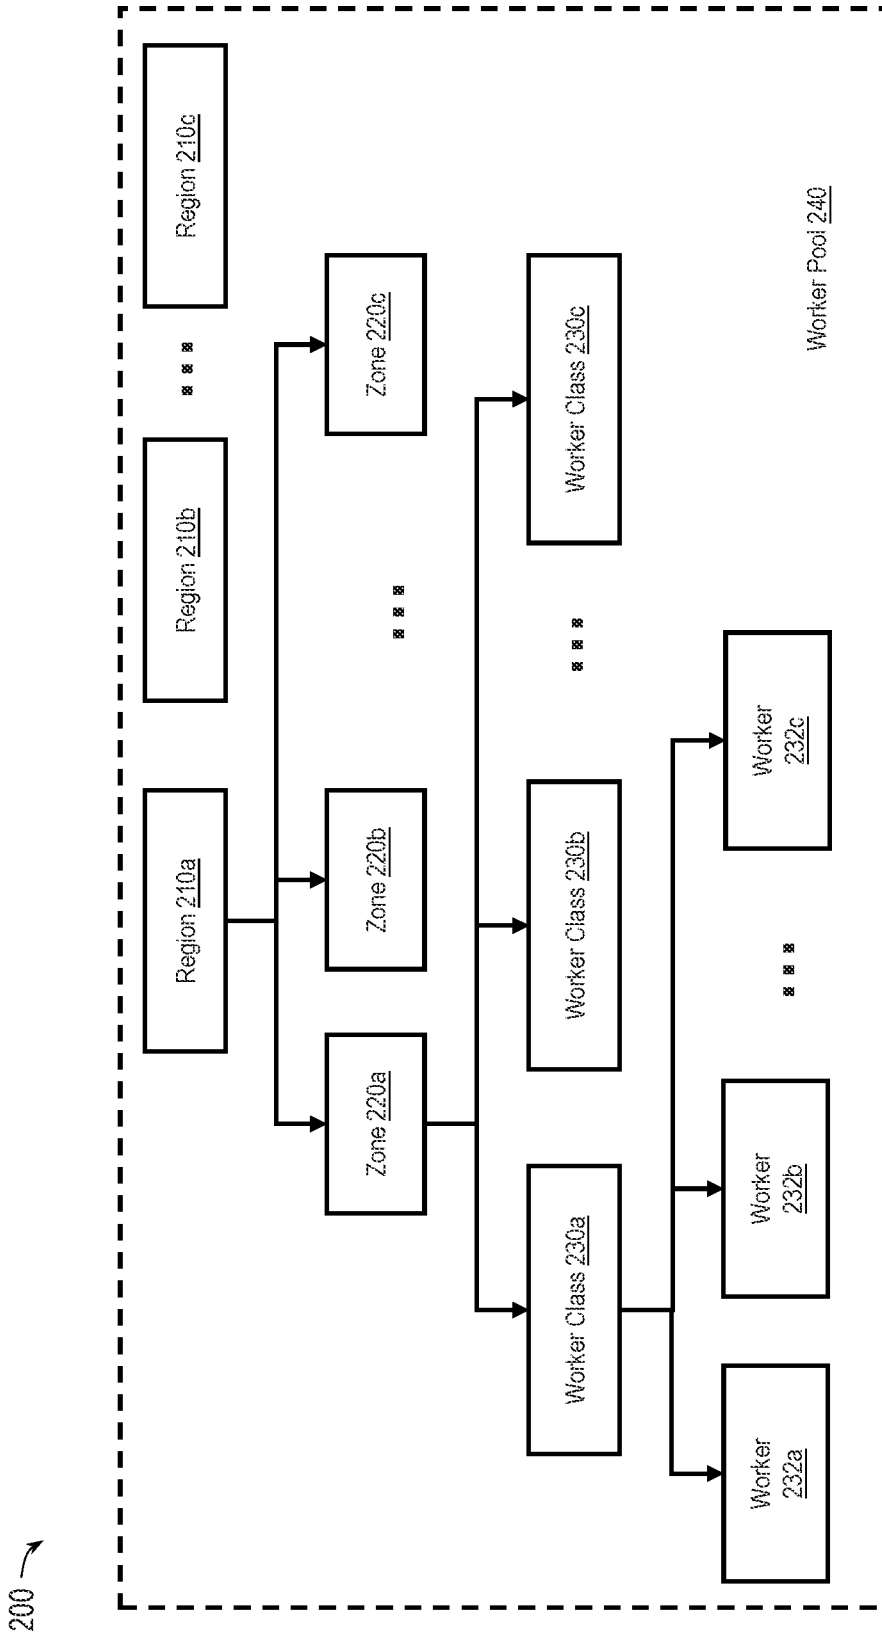 200
Region 210a
Region 210b
Region 210c
Zone 220a
Zone 220b
Zone 220c
Worker Class 230a
Worker Class 230b
Worker Class 230c
Worker
232a
Worker
232b
Worker
232c
Worker Pool 240